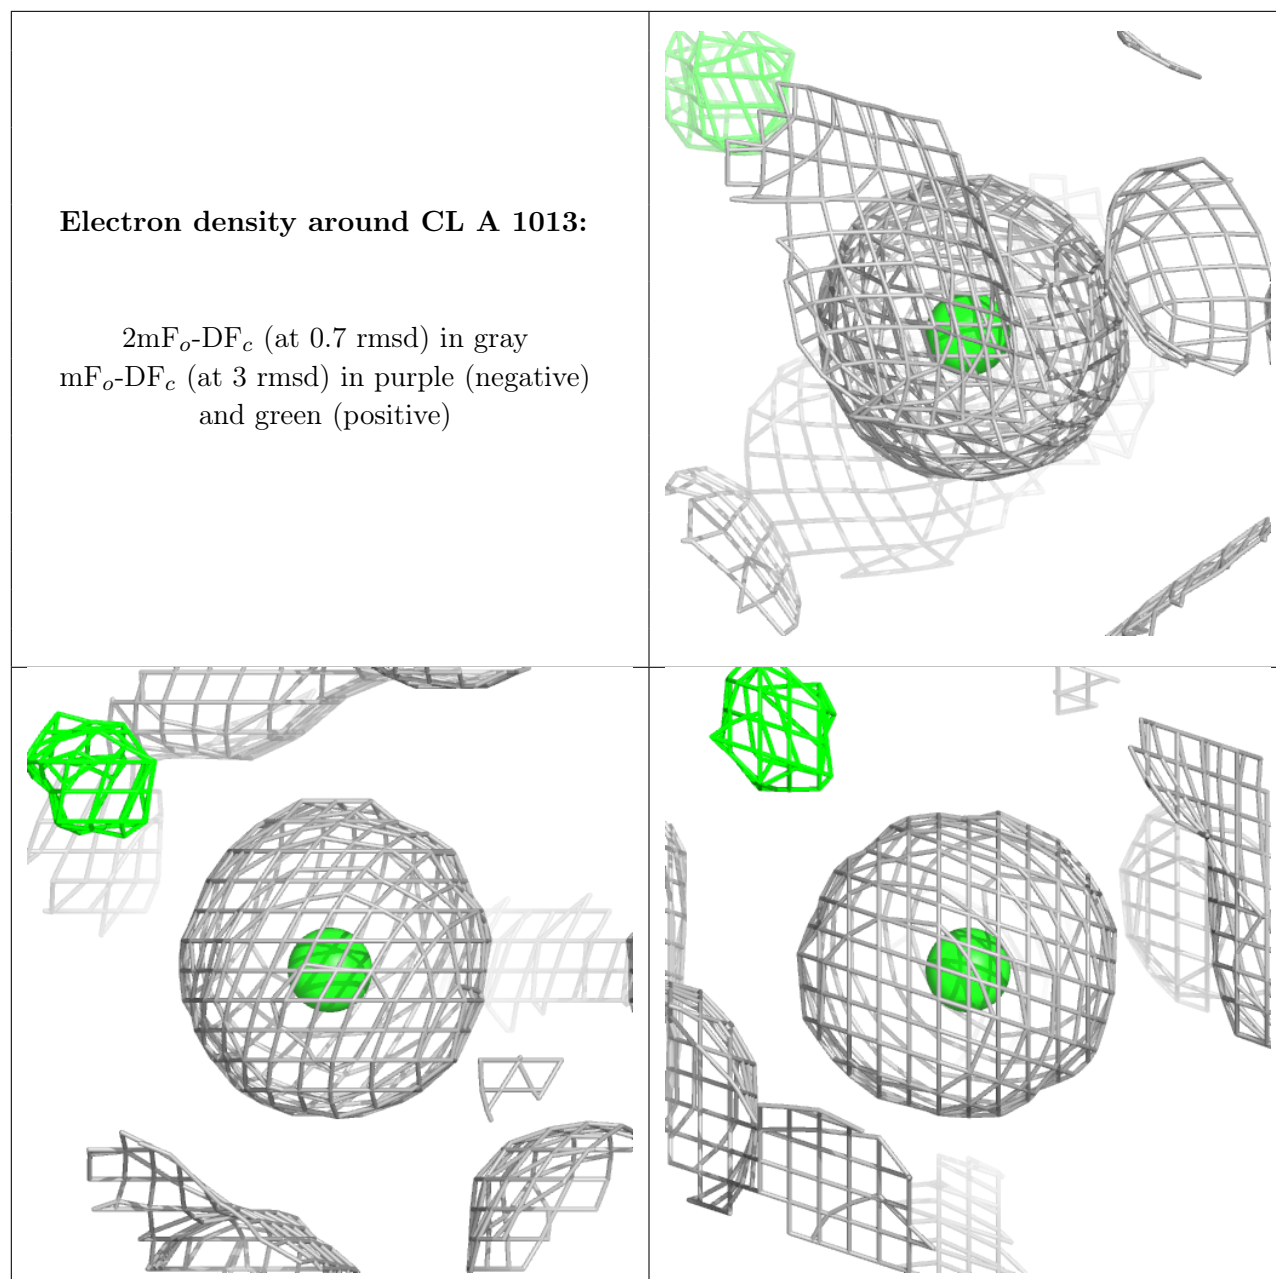 Electron density around CL A 1013:
2mFo-DFc (at 0.7 rmsd) in gray
mFo-DFc (at 3 rmsd) in purple (negative)
and green (positive)